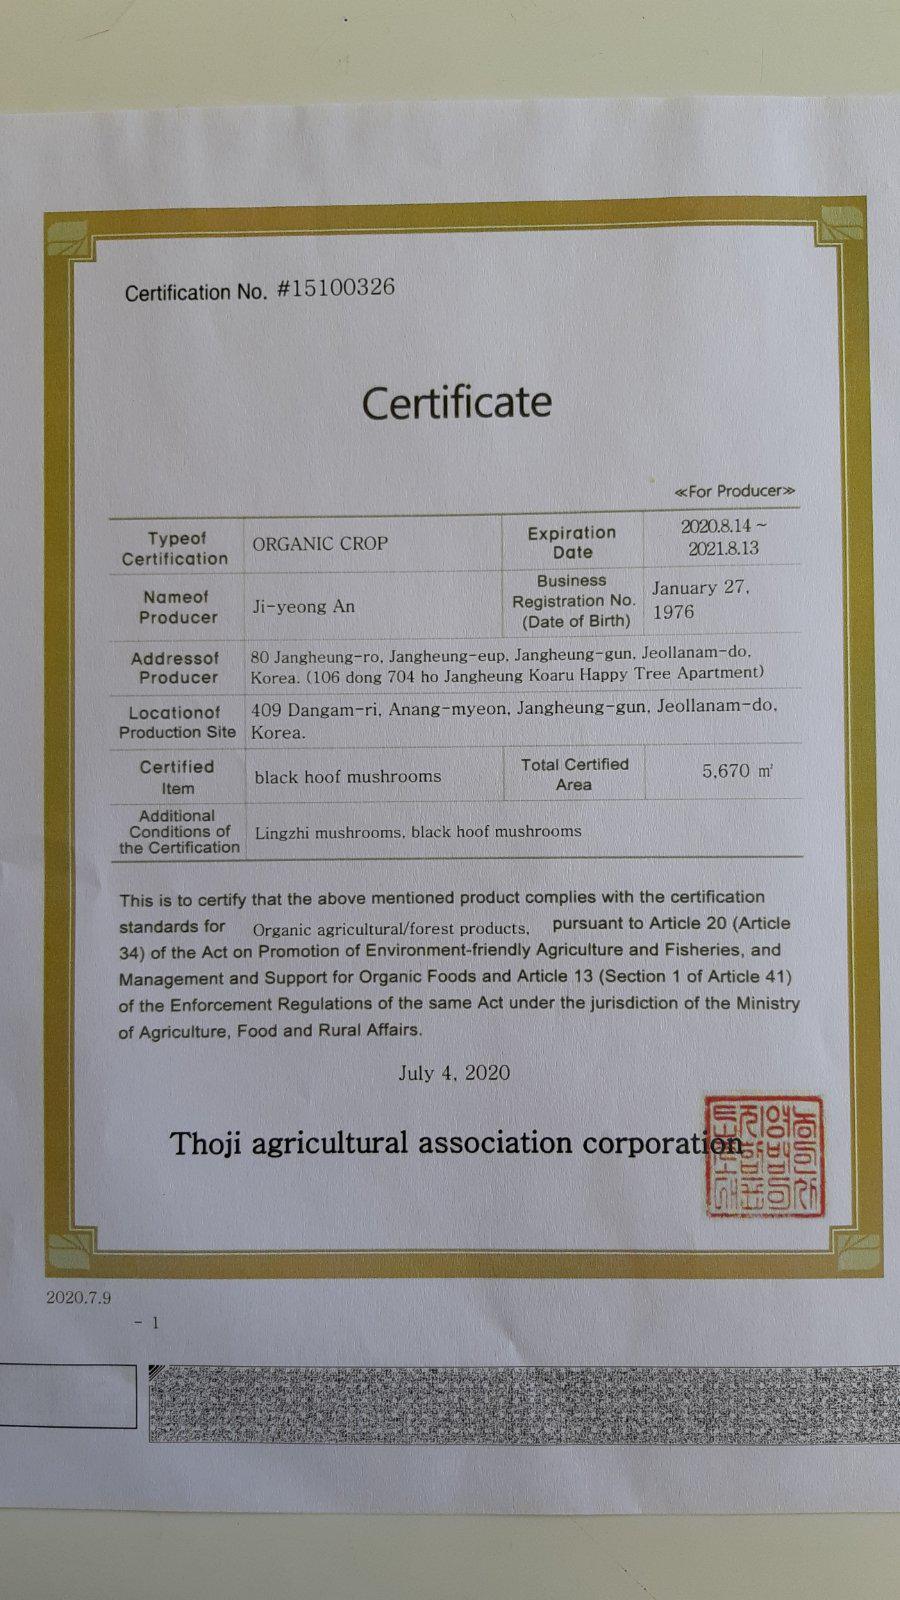 Certification No. #15100326
Certificate
≪For Producer≫
Typeof
Certification
ORGANIC CROP
Expiration
Date
2020.8.14 ~
2021.8.13
Nameof
Producer
Ji-yeong An
Business
Registration No.
(Date of Birth)
January 27,
1976
Addressof
Producer
80 Jangheung-ro, Jangheung-eup, Jangheung-gun, Jeollanam-do,
Korea. (106 dong 704 ho Jangheung Koaru Happy Tree Apartment)
Locationof
Production Site
409 Dangam-ri, Anang-myeon, Jangheung-gun, Jeollanam-do,
Korea.
Certified
Item
black hoof mushrooms
Total Certified
Area
5,670 ㎡
Additional
Conditions of
the Certification
Lingzhi mushrooms, black hoof mushrooms
This is to certify that the above mentioned product complies with the certification
standards for Organic agricultural/forest products, pursuant to Article 20 (Article
34) of the Act on Promotion of Environment-friendly Agriculture and Fisheries, and
Management and Support for Organic Foods and Article 13 (Section 1 of Article 41)
of the Enforcement Regulations of the same Act under the jurisdiction of the Ministry
of Agriculture, Food and Rural Affairs.
July 4, 2020
Thoji agricultural association corporation
2020.7.9
- 1